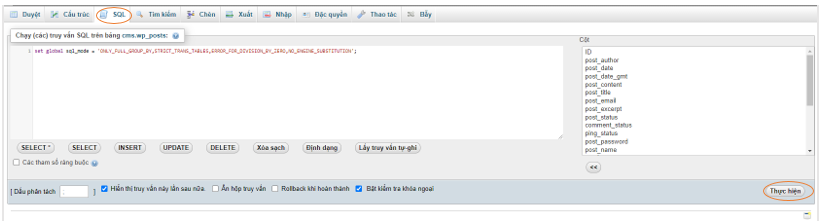 Duyệt Cấu trúc SQL Tìm kiếm Chèn Xuất Nhập Đặc quyền Thao tác Bẫy
Chạy (các) truy vấn SQL trên bảng cms.wp_posts:
1 set global sql_mode = 'ONLY_FULL_GROUP_BY,STRICT_TRANS_TABLES,ERROR_FOR_DIVISION_BY_ZERO,NO_ENGINE_SUBSTITUTION';
Cột
ID
post_author
post_date
post_date_gmt
post_content
post_title
post_email
post_excerpt
post_status
comment_status
ping_status
post_password
post_name
SELECT * SELECT INSERT UPDATE DELETE Xóa sạch Định dạng Lấy truy vấn tự-ghi
<<
Các tham số ràng buộc
[ Dấu phân tách ; ] Hiển thị truy vấn này lần sau nữa. Ẩn hộp truy vấn Rollback khi hoàn thành Bật kiểm tra khóa ngoại Thực hiện